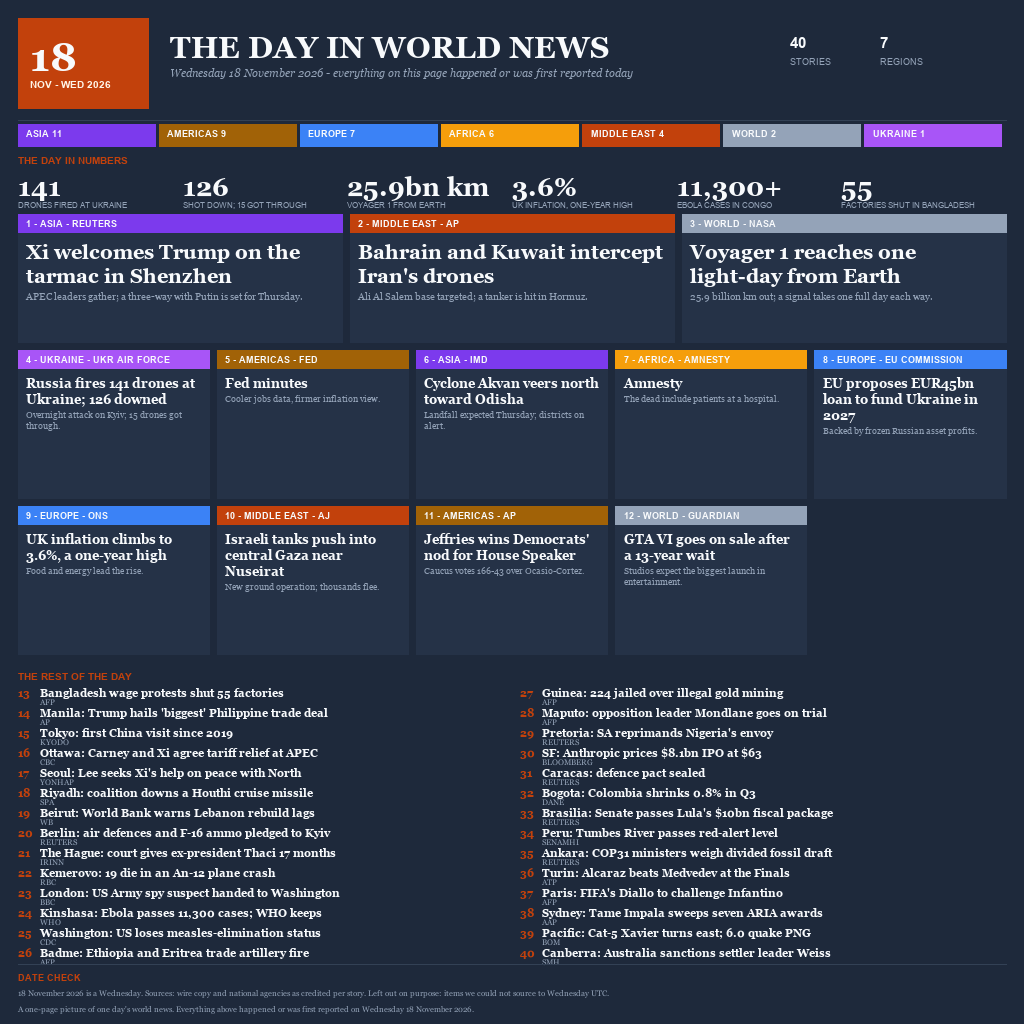 18
NOV - WED 2026
THE DAY IN WORLD NEWS
Wednesday 18 November 2026 - everything on this page happened or was first reported today
40
STORIES
7
REGIONS
ASIA 11
AMERICAS 9
EUROPE 7
AFRICA 6
MIDDLE EAST 4
WORLD 2
UKRAINE 1
THE DAY IN NUMBERS
141
DRONES FIRED AT UKRAINE
126
SHOT DOWN; 15 GOT THROUGH
25.9bn km
VOYAGER 1 FROM EARTH
3.6%
UK INFLATION, ONE-YEAR HIGH
11,300+
EBOLA CASES IN CONGO
55
FACTORIES SHUT IN BANGLADESH
1 - ASIA - REUTERS
Xi welcomes Trump on the
tarmac in Shenzhen
APEC leaders gather; a three-way with Putin is set for Thursday.
2 - MIDDLE EAST - AP
Bahrain and Kuwait intercept
Iran's drones
Ali Al Salem base targeted; a tanker is hit in Hormuz.
3 - WORLD - NASA
Voyager 1 reaches one
light-day from Earth
25.9 billion km out; a signal takes one full day each way.
4 - UKRAINE - UKR AIR FORCE
Russia fires 141 drones at
Ukraine; 126 downed
Overnight attack on Kyiv; 15 drones got
through.
5 - AMERICAS - FED
Fed minutes
Cooler jobs data, firmer inflation view.
6 - ASIA - IMD
Cyclone Akvan veers north
toward Odisha
Landfall expected Thursday; districts on
alert.
7 - AFRICA - AMNESTY
Amnesty
The dead include patients at a hospital.
8 - EUROPE - EU COMMISSION
EU proposes EUR45bn
loan to fund Ukraine in
2027
Backed by frozen Russian asset profits.
9 - EUROPE - ONS
UK inflation climbs to
3.6%, a one-year high
Food and energy lead the rise.
10 - MIDDLE EAST - AJ
Israeli tanks push into
central Gaza near
Nuseirat
New ground operation; thousands flee.
11 - AMERICAS - AP
Jeffries wins Democrats'
nod for House Speaker
Caucus votes 166-43 over Ocasio-Cortez.
12 - WORLD - GUARDIAN
GTA VI goes on sale after
a 13-year wait
Studios expect the biggest launch in
entertainment.
THE REST OF THE DAY
13 Bangladesh wage protests shut 55 factories
AFP
14 Manila: Trump hails 'biggest' Philippine trade deal
AP
15 Tokyo: first China visit since 2019
KYODO
16 Ottawa: Carney and Xi agree tariff relief at APEC
CBC
17 Seoul: Lee seeks Xi's help on peace with North
YONHAP
18 Riyadh: coalition downs a Houthi cruise missile
SPA
19 Beirut: World Bank warns Lebanon rebuild lags
WB
20 Berlin: air defences and F-16 ammo pledged to Kyiv
REUTERS
21 The Hague: court gives ex-president Thaci 17 months
IRINN
22 Kemerovo: 19 die in an An-12 plane crash
RBC
23 London: US Army spy suspect handed to Washington
BBC
24 Kinshasa: Ebola passes 11,300 cases; WHO keeps
WHO
25 Washington: US loses measles-elimination status
CDC
26 Badme: Ethiopia and Eritrea trade artillery fire
AFP
27 Guinea: 224 jailed over illegal gold mining
AFP
28 Maputo: opposition leader Mondlane goes on trial
AFP
29 Pretoria: SA reprimands Nigeria's envoy
REUTERS
30 SF: Anthropic prices $8.1bn IPO at $63
BLOOMBERG
31 Caracas: defence pact sealed
REUTERS
32 Bogota: Colombia shrinks 0.8% in Q3
DANE
33 Brasilia: Senate passes Lula's $10bn fiscal package
REUTERS
34 Peru: Tumbes River passes red-alert level
SENAMHI
35 Ankara: COP31 ministers weigh divided fossil draft
REUTERS
36 Turin: Alcaraz beats Medvedev at the Finals
ATP
37 Paris: FIFA's Diallo to challenge Infantino
AFP
38 Sydney: Tame Impala sweeps seven ARIA awards
AAP
39 Pacific: Cat-5 Xavier turns east; 6.0 quake PNG
BOM
40 Canberra: Australia sanctions settler leader Weiss
SMH
DATE CHECK
18 November 2026 is a Wednesday. Sources: wire copy and national agencies as credited per story. Left out on purpose: items we could not source to Wednesday UTC.
A one-page picture of one day's world news. Everything above happened or was first reported on Wednesday 18 November 2026.